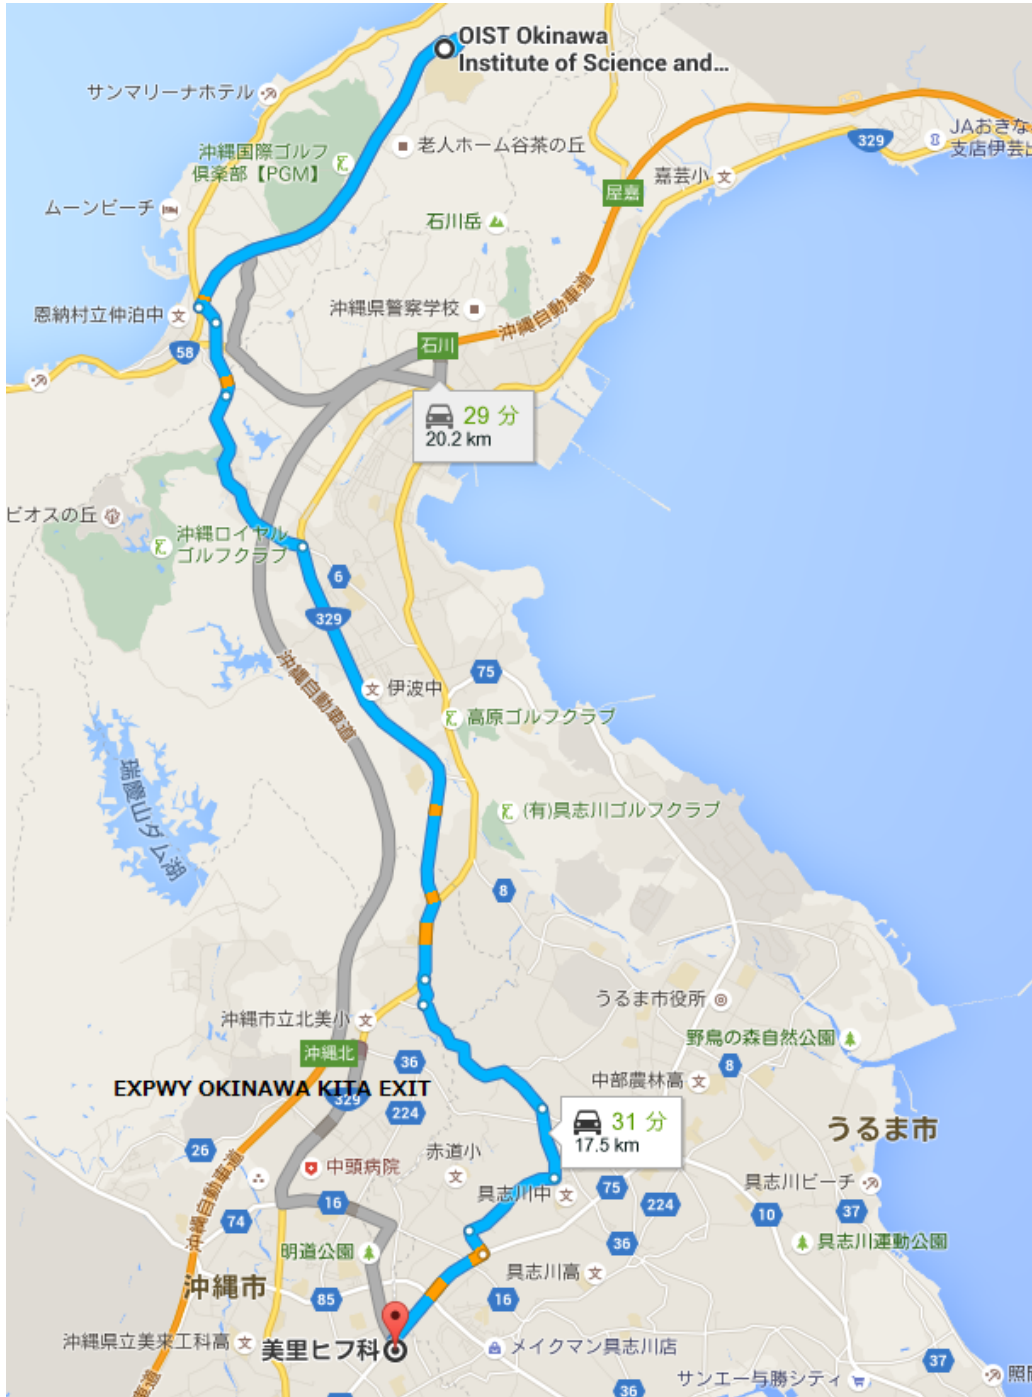 OIST Okinawa
Institute of Science and...
サンマリーナホテル
329
JAおきな
支店伊芸出
沖縄国際ゴルフ
倶楽部【PGM】
老人ホーム谷茶の丘
嘉芸小
屋嘉
ムーンビーチ
石川岳
恩納村立仲泊中
沖縄県警察学校
沖縄自動車道
58
石川
29 分
20.2 km
ビオスの丘
沖縄ロイヤル
ゴルフクラブ
6
329
沖縄自動車道
伊波中
75
高原ゴルフクラブ
瑞慶山ダム湖
(有)具志川ゴルフクラブ
8
うるま市役所
沖縄市立北美小
野鳥の森自然公園
沖縄北
36
8
中部農林高
EXPWY OKINAWA KITA EXIT
329
224
31 分
17.5 km
うるま市
26
赤道小
中頭病院
具志川中
75
具志川ビーチ
16
224
74
10
37
沖縄自動車道
36
明道公園
具志川運動公園
沖縄市
具志川高
85
16
沖縄県立美来工科高
美里ヒフ科
メイクマン具志川店
37
サンエー与勝シティ
照
36
車道